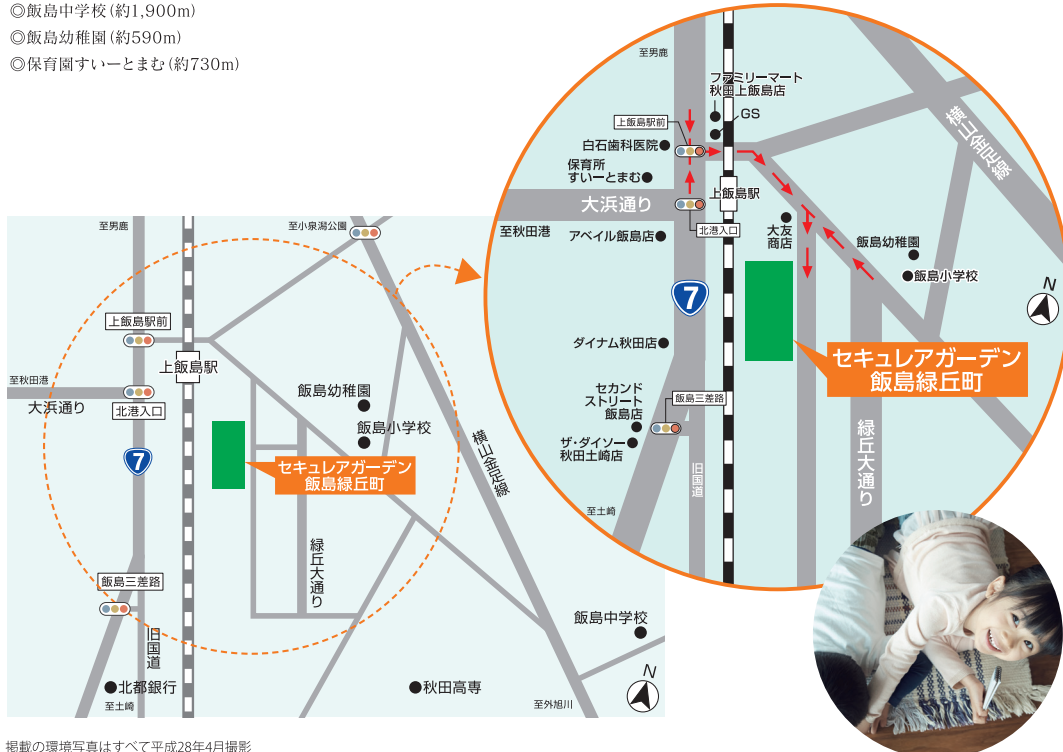 ◎飯島中学校(約1,900m)
◎飯島幼稚園(約590m)
◎保育園すいーとまむ(約730m)
至男鹿
ファミリーマート
秋田上飯島店
GS
上飯島駅前
白石歯科医院
保育所
すいーとまむ
横山金足線
大浜通り
上飯島駅
至秋田港
アベイル飯島店
北港入口
大友
商店
飯島幼稚園
飯島小学校
N
7
ダイナム秋田店
セキュレアガーデン
飯島緑丘町
セカンド
ストリート
飯島店
飯島三差路
ザ・ダイソー
秋田土崎店
旧国道
緑丘大通り
至土崎
至男鹿
至小泉潟公園
上飯島駅前
上飯島駅
至秋田港
大浜通り
北港入口
飯島幼稚園
飯島小学校
横山金足線
7
セキュレアガーデン
飯島緑丘町
緑丘大通り
飯島三差路
旧国道
飯島中学校
北都銀行
秋田高専
至土崎
至外旭川
N
掲載の環境写真はすべて平成28年4月撮影